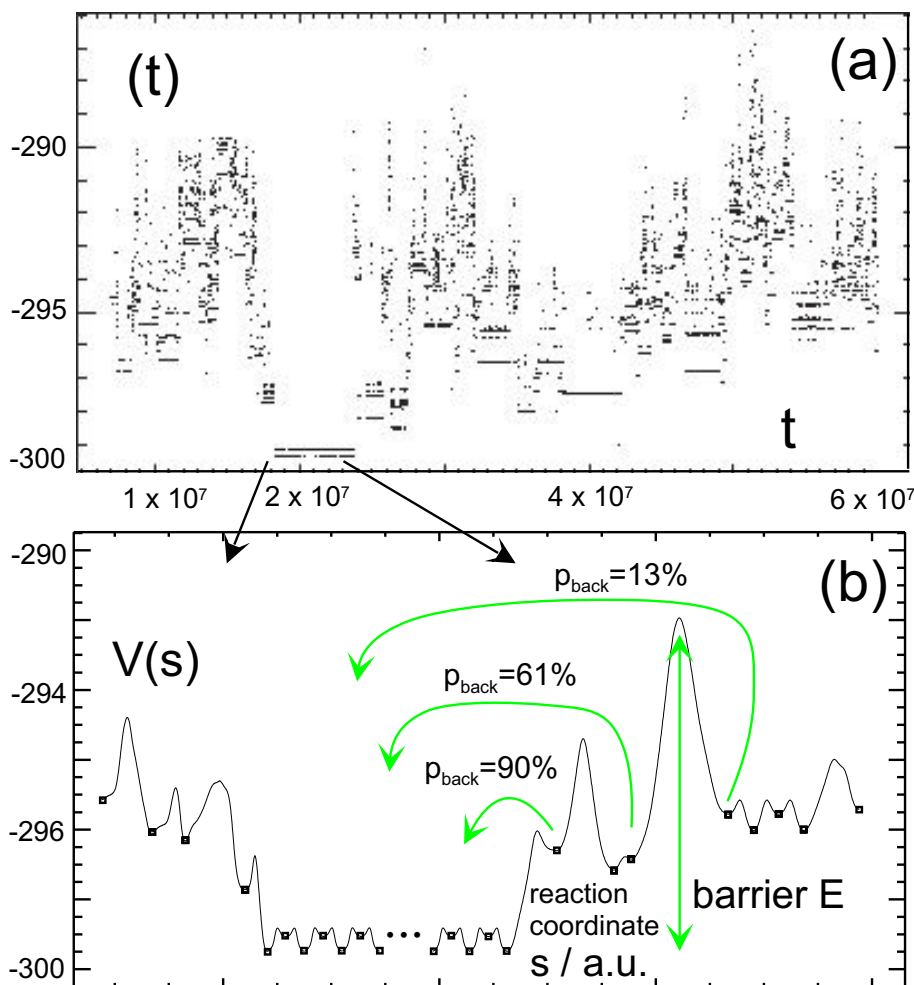 (t)
(a)
-290
-295
-300
t
1 x 10⁷
2 x 10⁷
4 x 10⁷
6 x 10⁷
-290
(b)
p_back=13%
V(s)
-294
p_back=61%
p_back=90%
-296
reaction
coordinate
s / a.u.
barrier E
-300